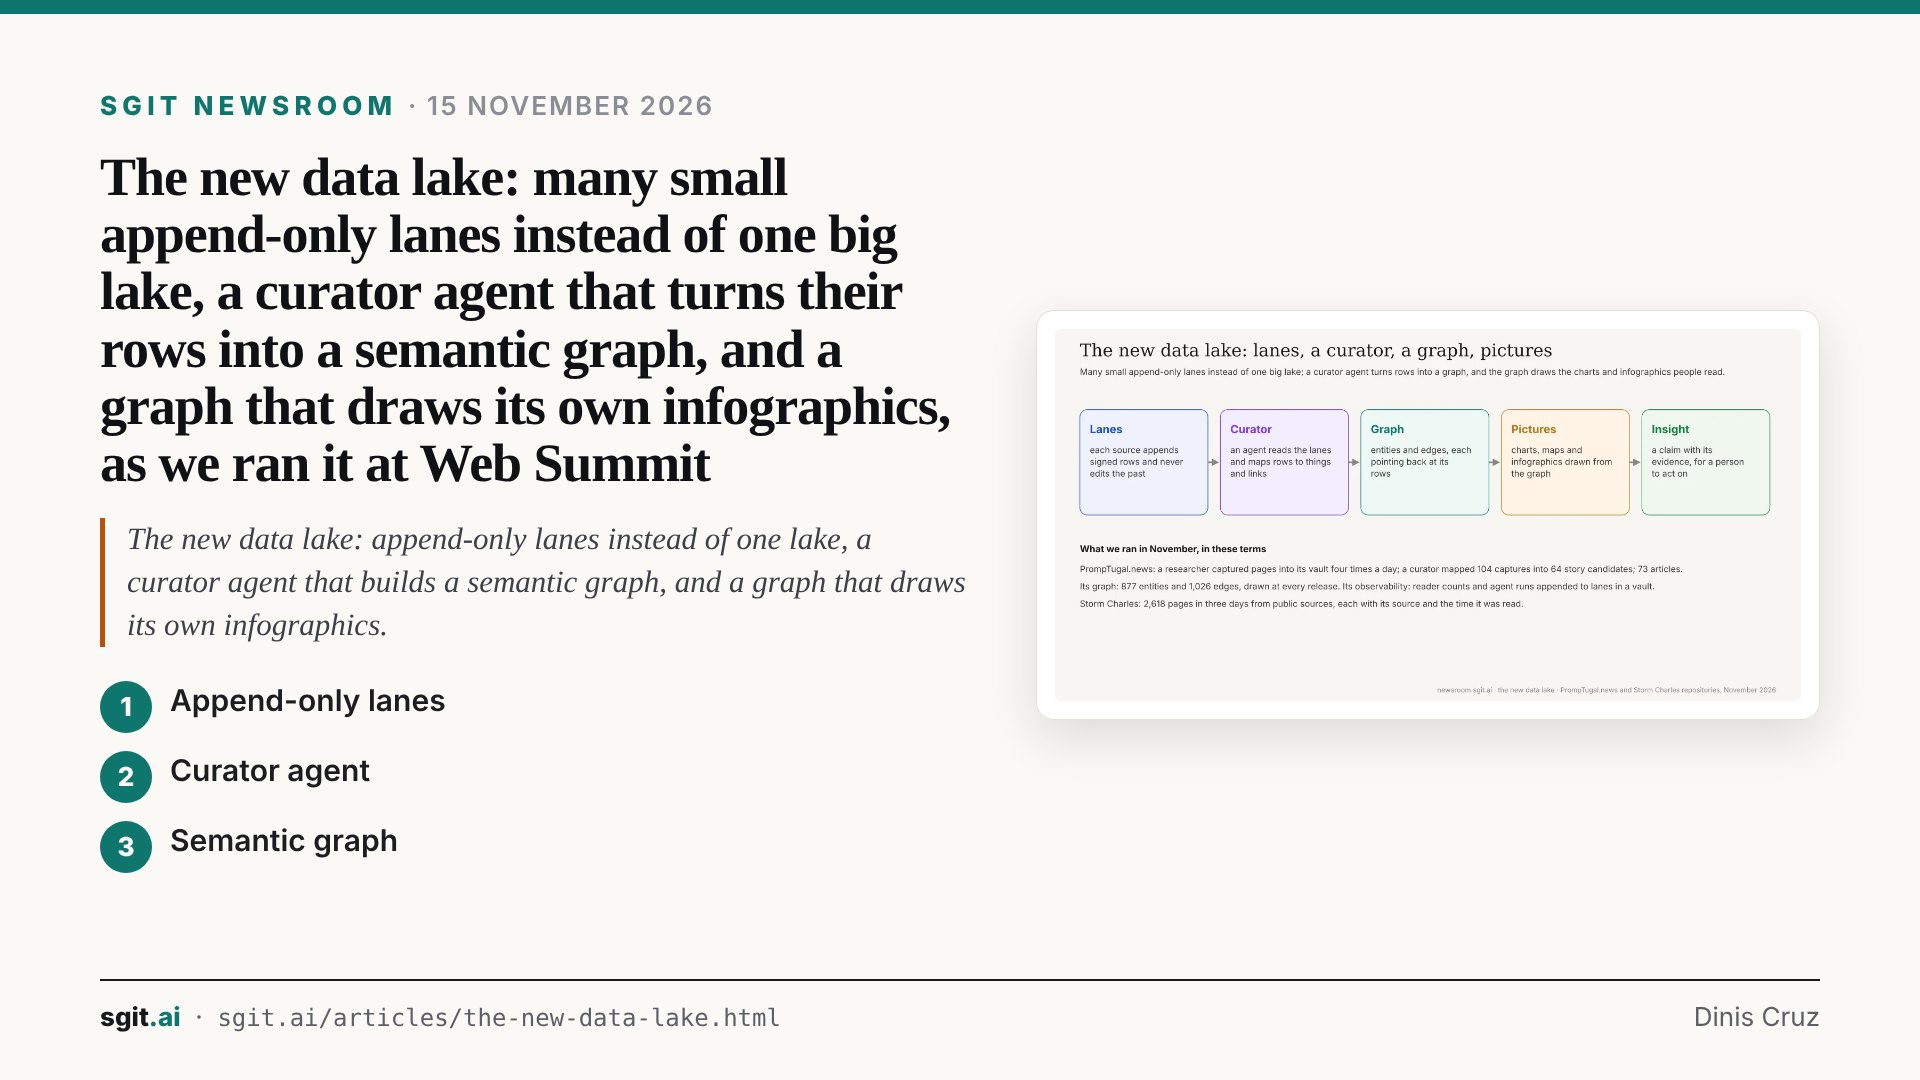 SGIT NEWSROOM · 15 NOVEMBER 2026
The new data lake: many small
append-only lanes instead of one big
lake, a curator agent that turns their
rows into a semantic graph, and a
graph that draws its own infographics,
as we ran it at Web Summit
The new data lake: append-only lanes instead of one lake, a
curator agent that builds a semantic graph, and a graph that draws
its own infographics.
1 Append-only lanes
2 Curator agent
3 Semantic graph
The new data lake: lanes, a curator, a graph, pictures
Many small append-only lanes instead of one big lake; a curator agent turns rows into a graph, and the graph draws the charts and infographics people read.
Lanes
each source appends
signed rows and never
edits the past
Curator
an agent reads the lanes
and maps rows to things
and links
Graph
entities and edges, each
pointing back at its
rows
Pictures
charts, maps and
infographics drawn from
the graph
Insight
a claim with its
evidence, for a person
to act on
What we ran in November, in these terms
PrompTugal.news: a researcher captured pages into its vault four times a day; a curator mapped 104 captures into 64 story candidates; 73 articles.
Its graph: 877 entities and 1,026 edges, drawn at every release. Its observability: reader counts and agent runs appended to lanes in a vault.
Storm Charles: 2,618 pages in three days from public sources, each with its source and the time it was read.
newsroom.sgit.ai · the new data lake · PrompTugal.news and Storm Charles repositories, November 2026
sgit.ai · sgit.ai/articles/the-new-data-lake.html
Dinis Cruz